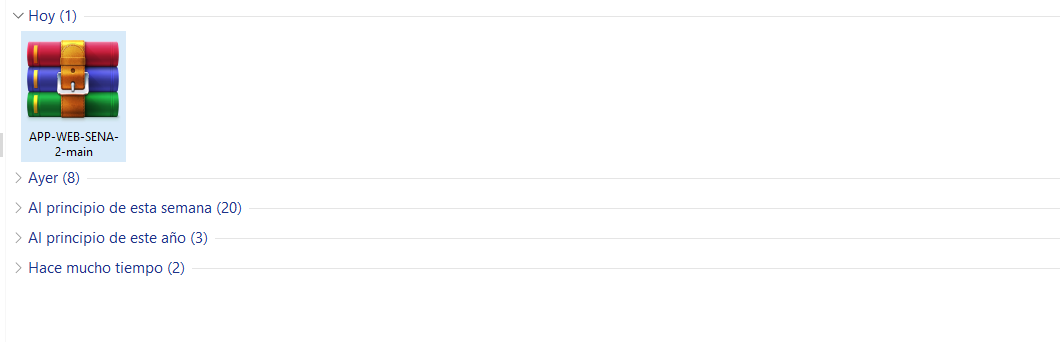 Hoy (1)
APP-WEB-SENA-
2-main
Ayer (8)
Al principio de esta semana (20)
Al principio de este año (3)
Hace mucho tiempo (2)